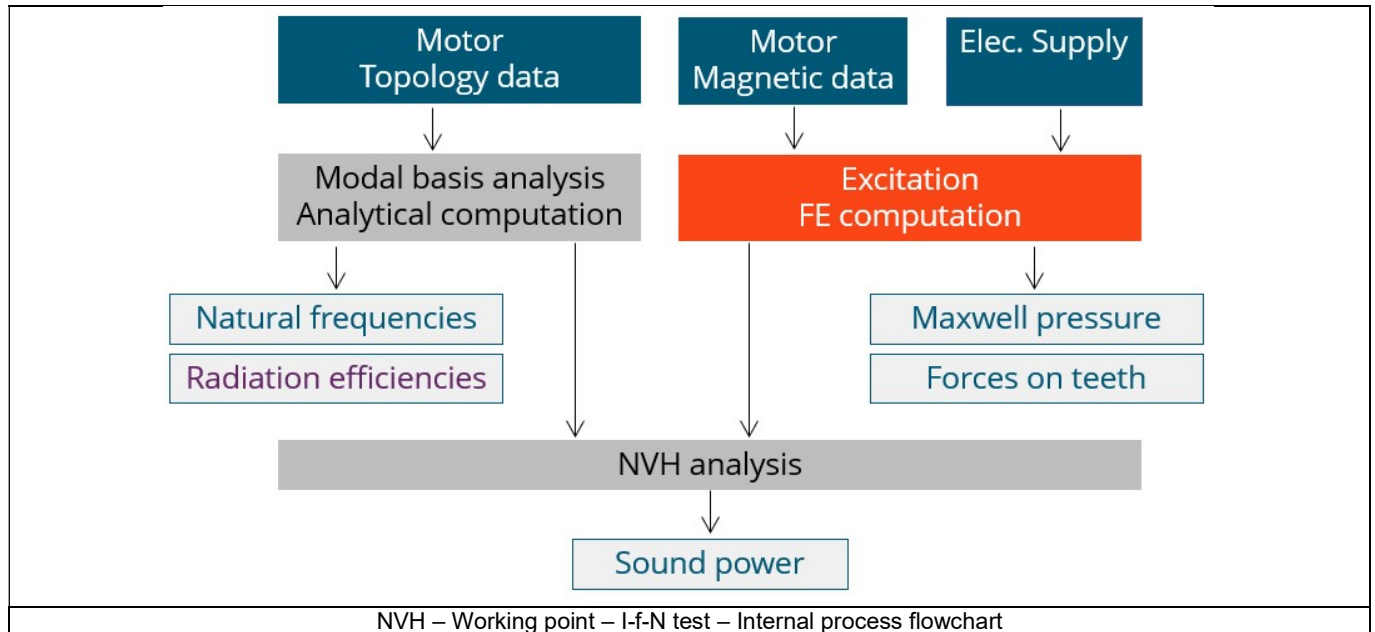 Motor
Topology data
Motor
Magnetic data
Elec. Supply
Modal basis analysis
Analytical computation
Excitation
FE computation
Natural frequencies
Radiation efficiencies
Maxwell pressure
Forces on teeth
NVH analysis
Sound power
NVH – Working point – I-f-N test – Internal process flowchart